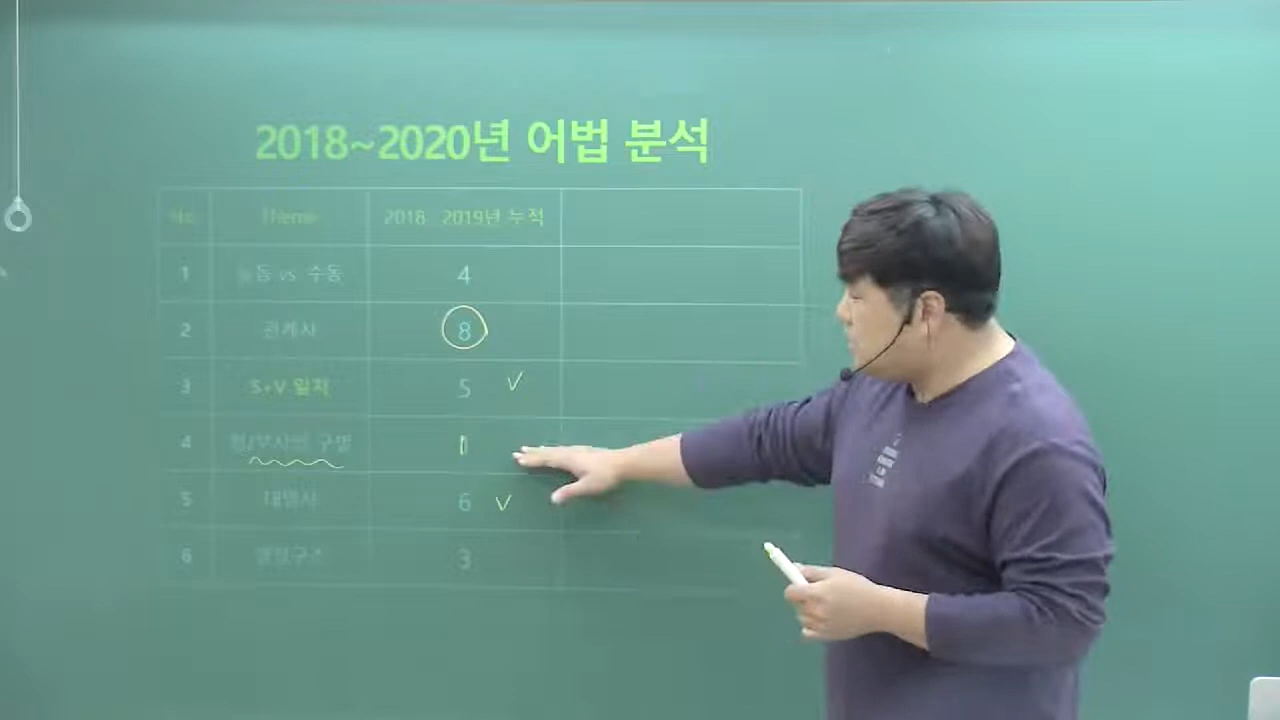 2018~2020년 어법 분석
No Theme 2018 2019년 누적
1 능동 vs 수동 4
2 관계사 8
3 S+V 일치 5
4 형/부사의 구별 1
5 대명사 6
6 병렬구조 3